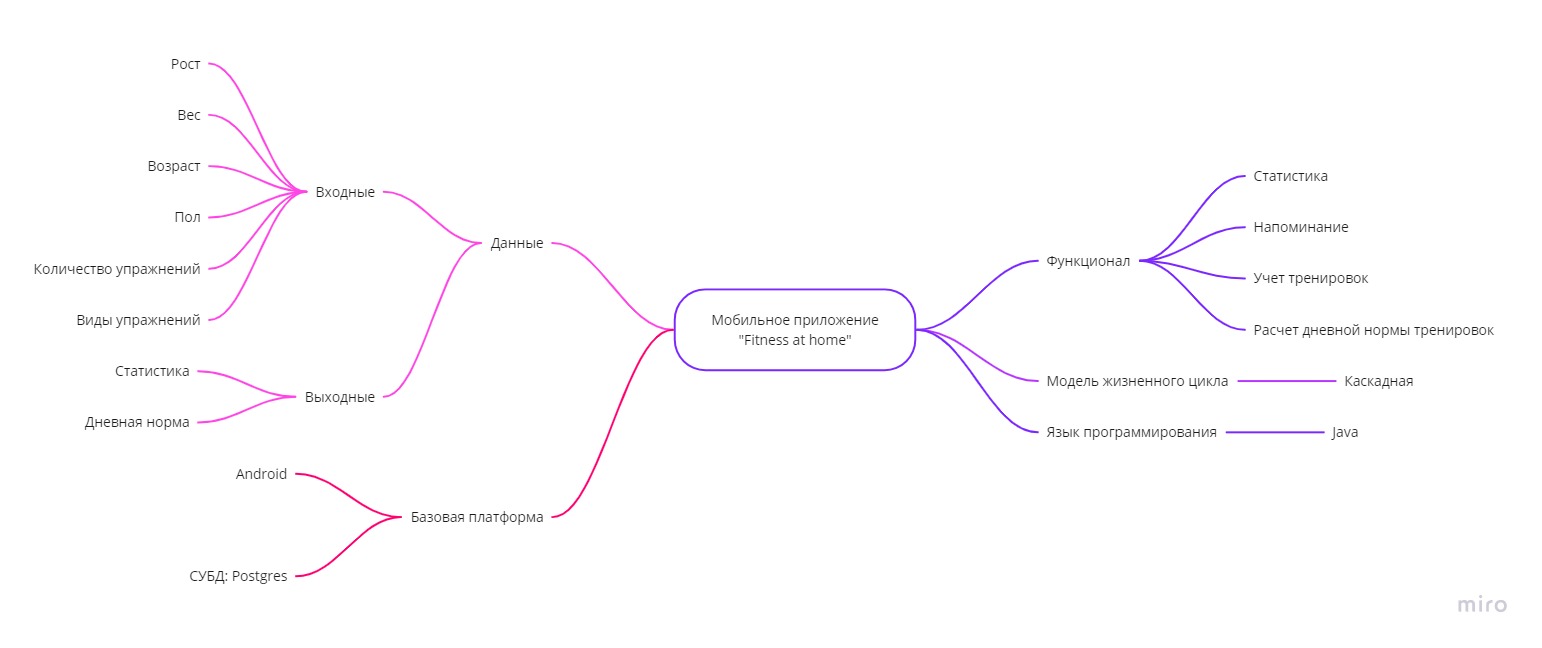 Рост
Вес
Возраст
Пол
Количество упражнений
Виды упражнений
Входные
Статистика
Дневная норма
Выходные
Данные
Android
СУБД: Postgres
Базовая платформа
Мобильное приложение
"Fitness at home"
Функционал
Статистика
Напоминание
Учет тренировок
Расчет дневной нормы тренировок
Модель жизненного цикла
Каскадная
Язык программирования
Java
miro